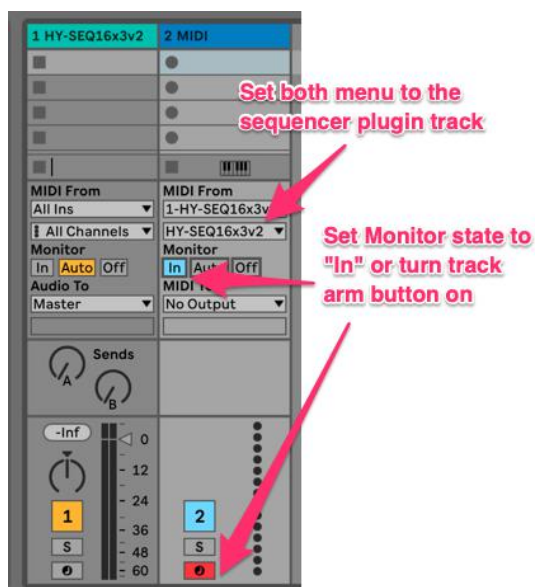 1 HY-SEQ16x3v2
2 MIDI
Set both menu to the
sequencer plugin track
MIDI From
All Ins
All Channels
Monitor
In Auto Off
Audio To
Master
MIDI From
1-HY-SEQ16x3v
HY-SEQ16x3v2
Monitor
In Auto Off
MIDI To
No Output
Set Monitor state to
"In" or turn track
arm button on
Sends
A
B
-Inf
0
12
24
36
48
60
1
S
2
S